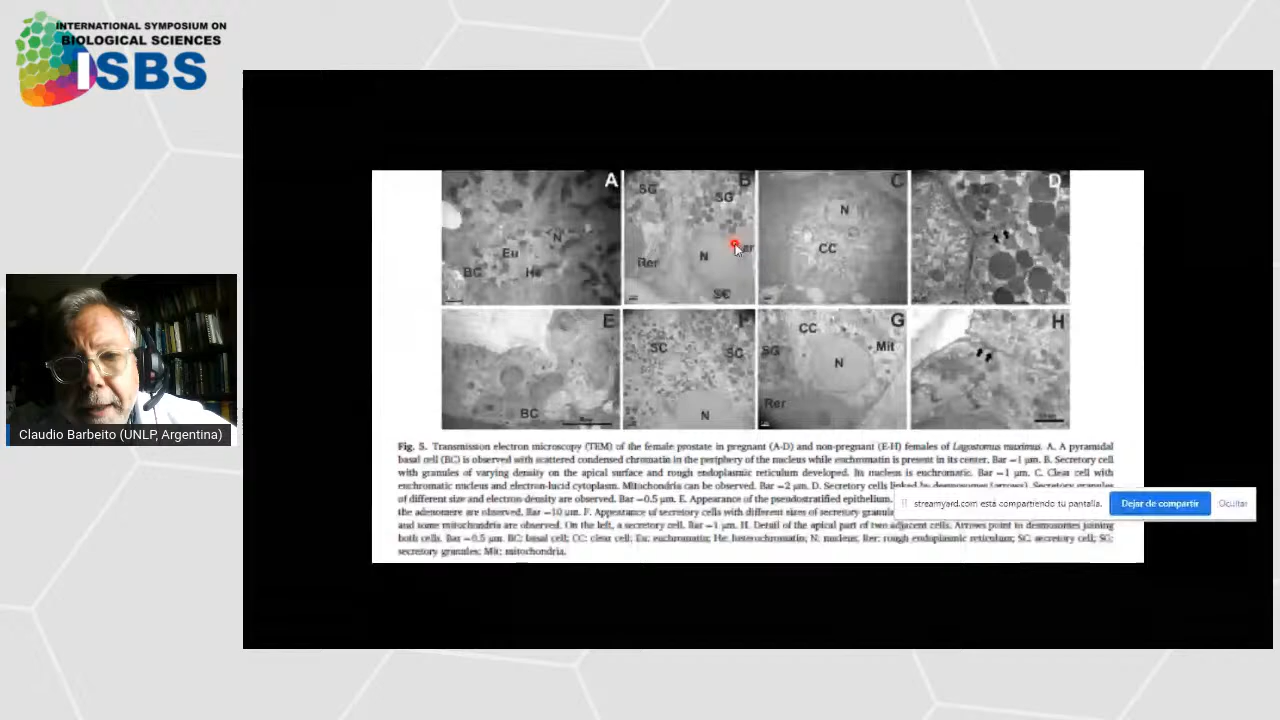 INTERNATIONAL SYMPOSIUM ON
BIOLOGICAL SCIENCES
ISBS
A
B
C
D
SG
SG
N
N
Eu
N
CC
BC
He
Rer
SC
E
F
G
H
SC
SC
CC
SG
N
Mit
BC
N
Rer
Fig. 5. Transmission electron microscopy (TEM) of the female prostate in pregnant (A-D) and non-pregnant (E-H) females of Lagostomus maximus. A. A pyramidal
basal cell (BC) is observed with scattered condensed chromatin in the periphery of the nucleus while euchromatin is present in its center. Bar = 1 µm. B. Secretory cell
with granules of varying density on the apical surface and rough endoplasmic reticulum developed. Its nucleus is euchromatic. Bar = 1 µm. C. Clear cell with
euchromatic nucleus and electron-lucid cytoplasm. Mitochondria can be observed. Bar = 2 µm. D. Secretory cells linked by desmosomes (arrows). Secretory granules
of different size and electron-density are observed. Bar = 0.5 µm. E. Appearance of the pseudostratified epithelium.
the adenomere are observed. Bar = 10 µm. F. Appearance of secretory cells with different sizes of secretory
and some mitochondria are observed. On the left, a secretory cell. Bar = 1 µm. H. Detail of the apical part of two adjacent cells. Arrows point to desmosomes joining
both cells. Bar = 0.5 µm. BC: basal cell; CC: clear cell; Eu: euchromatin; He: heterochromatin; N: nucleus; Rer: rough endoplasmic reticulum; SC: secretory cell; SG:
secretory granules; Mit: mitochondria.
streamyard.com está compartiendo tu pantalla.
Dejar de compartir
Ocultar
Claudio Barbeito (UNLP, Argentina)